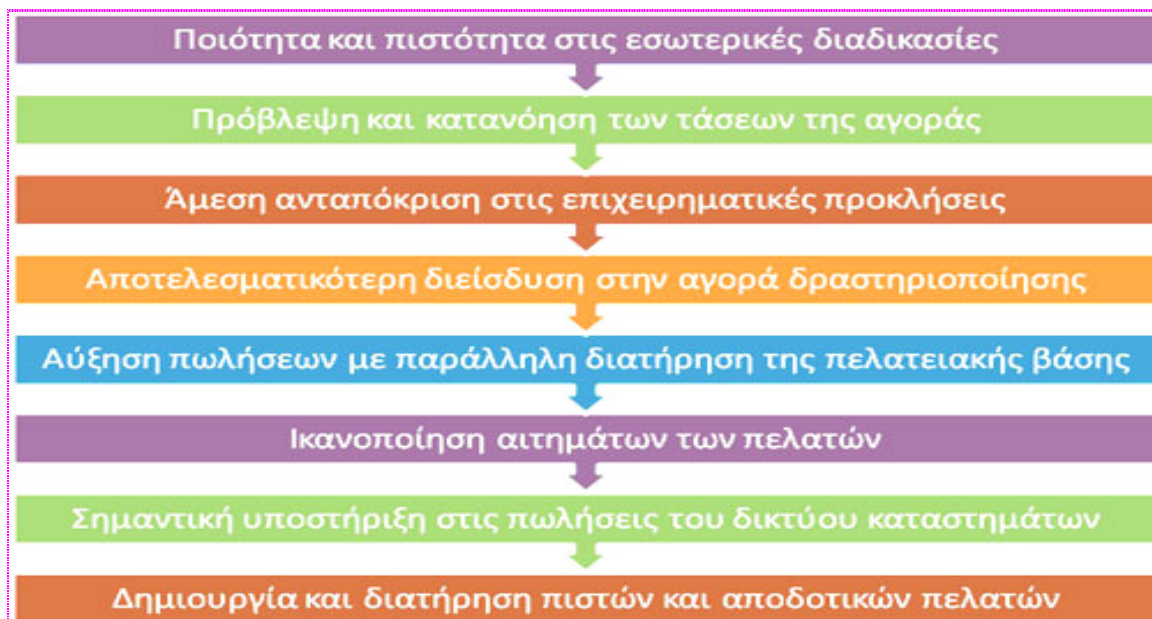 Ποιότητα και πιστότητα στις εσωτερικές διαδικασίες
Πρόβλεψη και κατανόηση των τάσεων της αγοράς
Άμεση ανταπόκριση στις επιχειρηματικές προκλήσεις
Αποτελεσματικότερη διείσδυση στην αγορά δραστηριοποίησης
Αύξηση πωλήσεων με παράλληλη διατήρηση της πελατειακής βάσης
Ικανοποίηση αιτημάτων των πελατών
Σημαντική υποστήριξη στις πωλήσεις του δικτύου καταστημάτων
Δημιουργία και διατήρηση πιστών και αποδοτικών πελατών